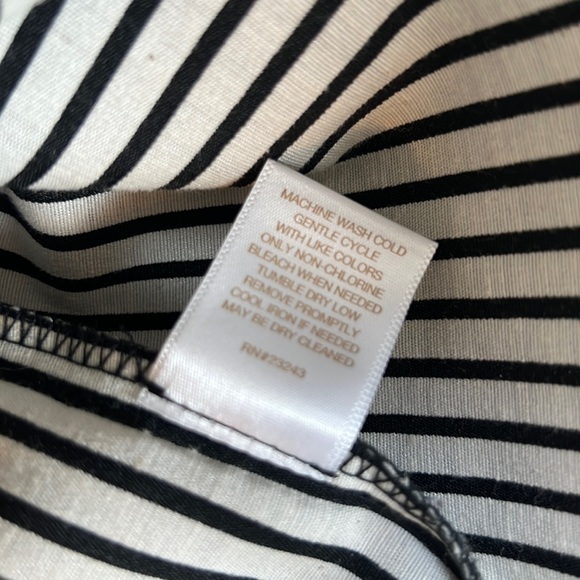 MACHINE WASH COLD
GENTLE CYCLE
WITH LIKE COLORS
ONLY NON-CHLORINE
BLEACH WHEN NEEDED
TUMBLE DRY LOW
REMOVE PROMPTLY
COOL IRON IF NEEDED
MAY BE DRY CLEANED
RN#23243